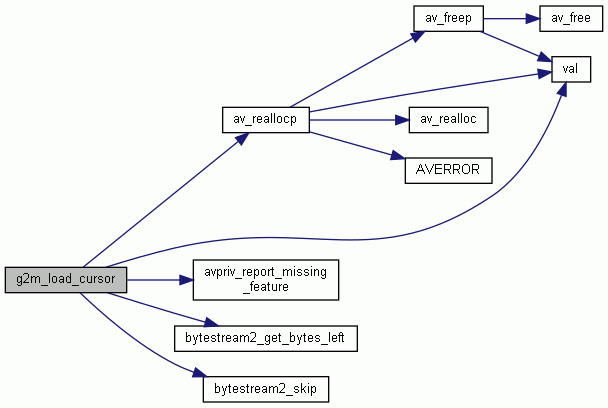 av_freep
av_free
val
av_reallocp
av_realloc
AVERROR
g2m_load_cursor
avpriv_report_missing
_feature
bytestream2_get_bytes_left
bytestream2_skip